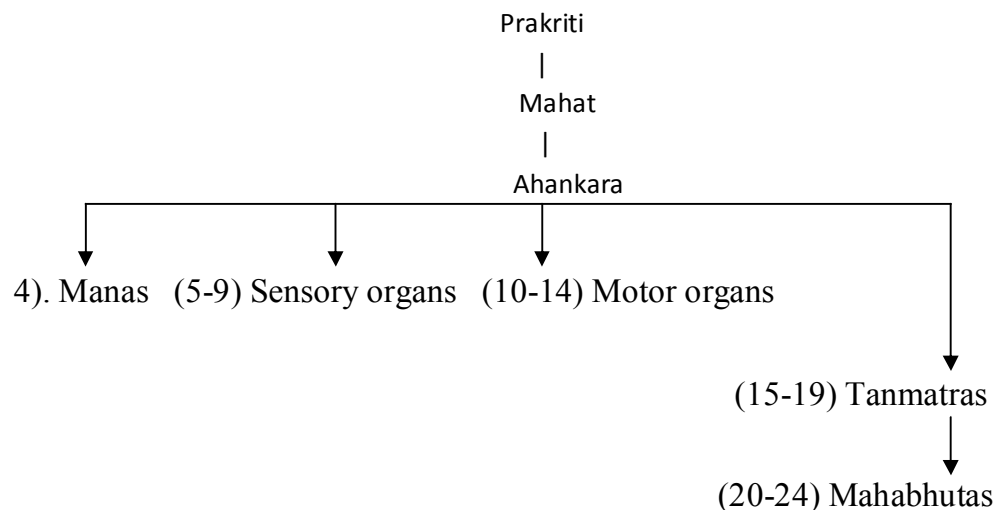 Prakriti
|
Mahat
|
Ahankara
4). Manas (5-9) Sensory organs (10-14) Motor organs
(15-19) Tanmatras
(20-24) Mahabhutas